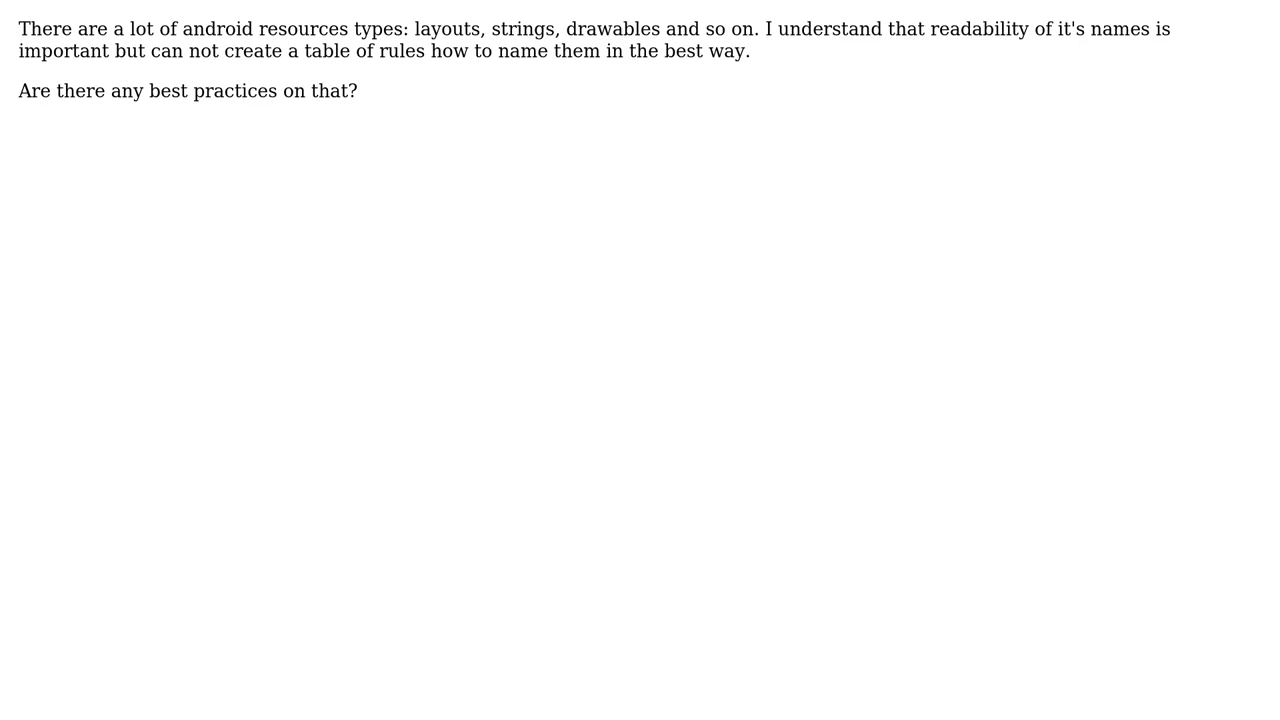 There are a lot of android resources types: layouts, strings, drawables and so on. I understand that readability of it's names is
important but can not create a table of rules how to name them in the best way.
Are there any best practices on that?